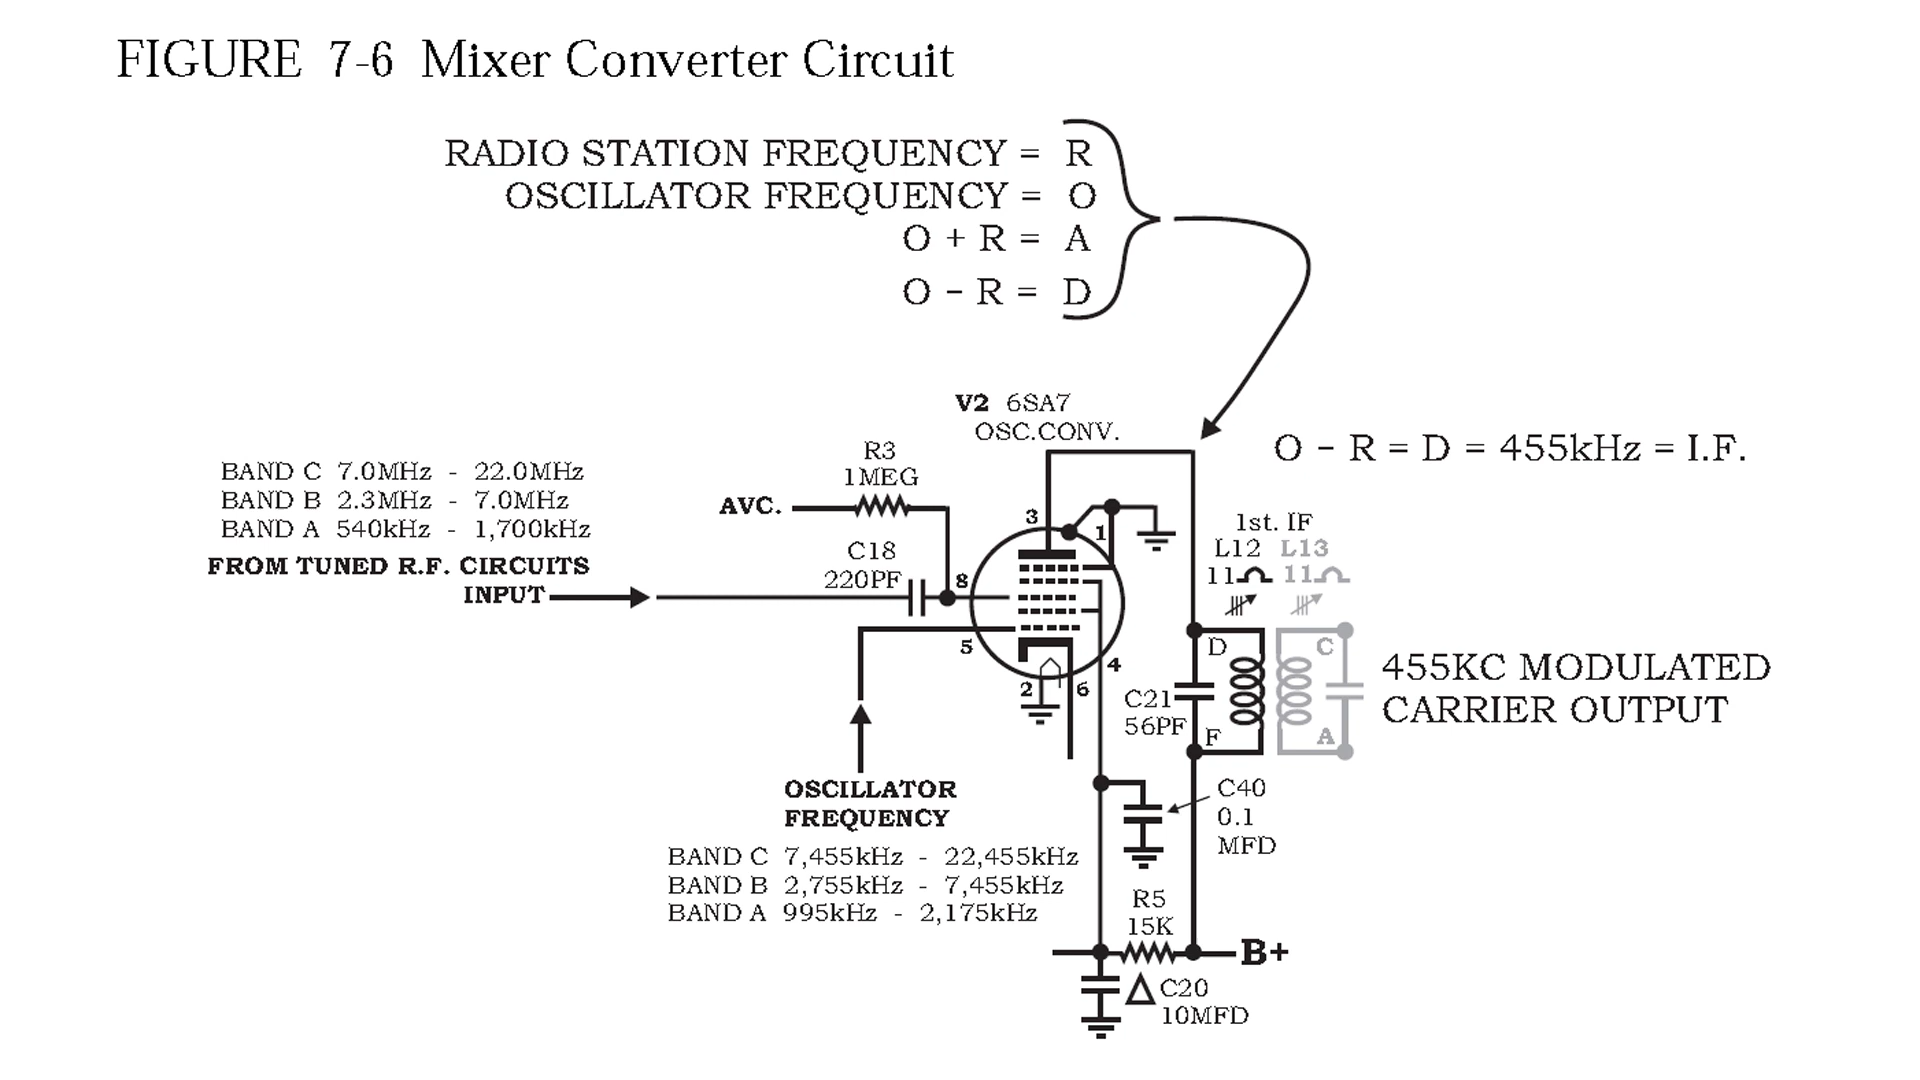 FIGURE 7-6 Mixer Converter Circuit
RADIO STATION FREQUENCY = R
OSCILLATOR FREQUENCY = O
O + R = A
O - R = D
V2 6SA7
OSC.CONV.
O - R = D = 455kHz = I.F.
R3
1MEG
AVC.
BAND C 7.0MHz - 22.0MHz
BAND B 2.3MHz - 7.0MHz
BAND A 540kHz - 1,700kHz
FROM TUNED R.F. CIRCUITS
INPUT
C18
220PF
8
3
1
5
2
6
4
1st. IF
L12 L13
11 11
D
C
F
A
C21
56PF
455KC MODULATED
CARRIER OUTPUT
OSCILLATOR
FREQUENCY
BAND C 7,455kHz - 22,455kHz
BAND B 2,755kHz - 7,455kHz
BAND A 995kHz - 2,175kHz
C40
0.1
MFD
R5
15K
B+
C20
10MFD